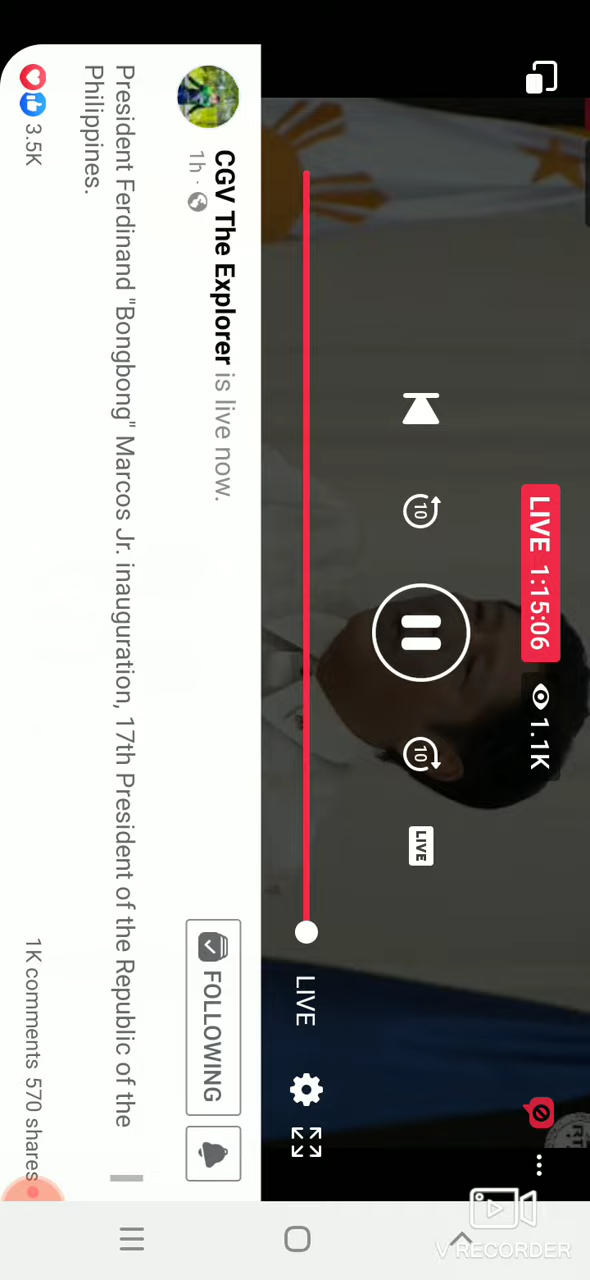 LIVE 1:15:06 1.1K
10 10 LIVE
LIVE
CGV The Explorer is live now.
1h ·
FOLLOWING
President Ferdinand "Bongbong" Marcos Jr. inauguration, 17th President of the Republic of the
Philippines.
3.5K 1K comments 570 shares
V RECORDER